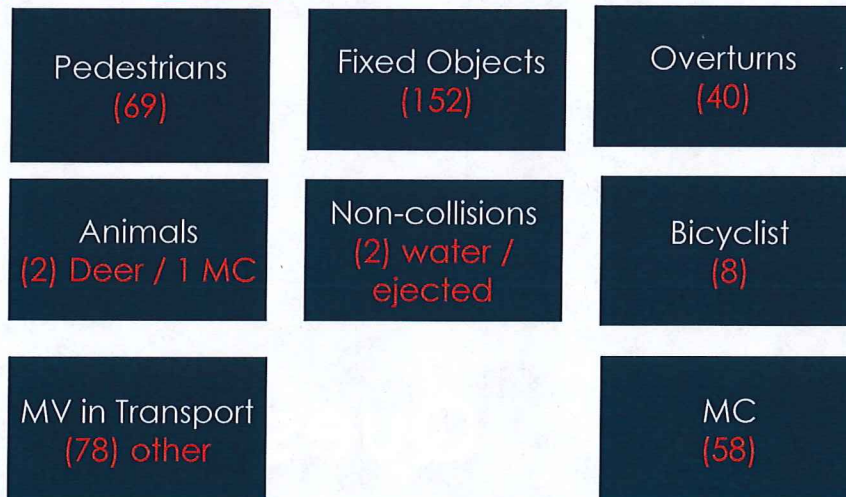 Pedestrians
(69)
Fixed Objects
(152)
Overturns
(40)
Animals
(2) Deer / 1 MC
Non-collisions
(2) water /
ejected
Bicyclist
(8)
MV in Transport
(78) other
MC
(58)